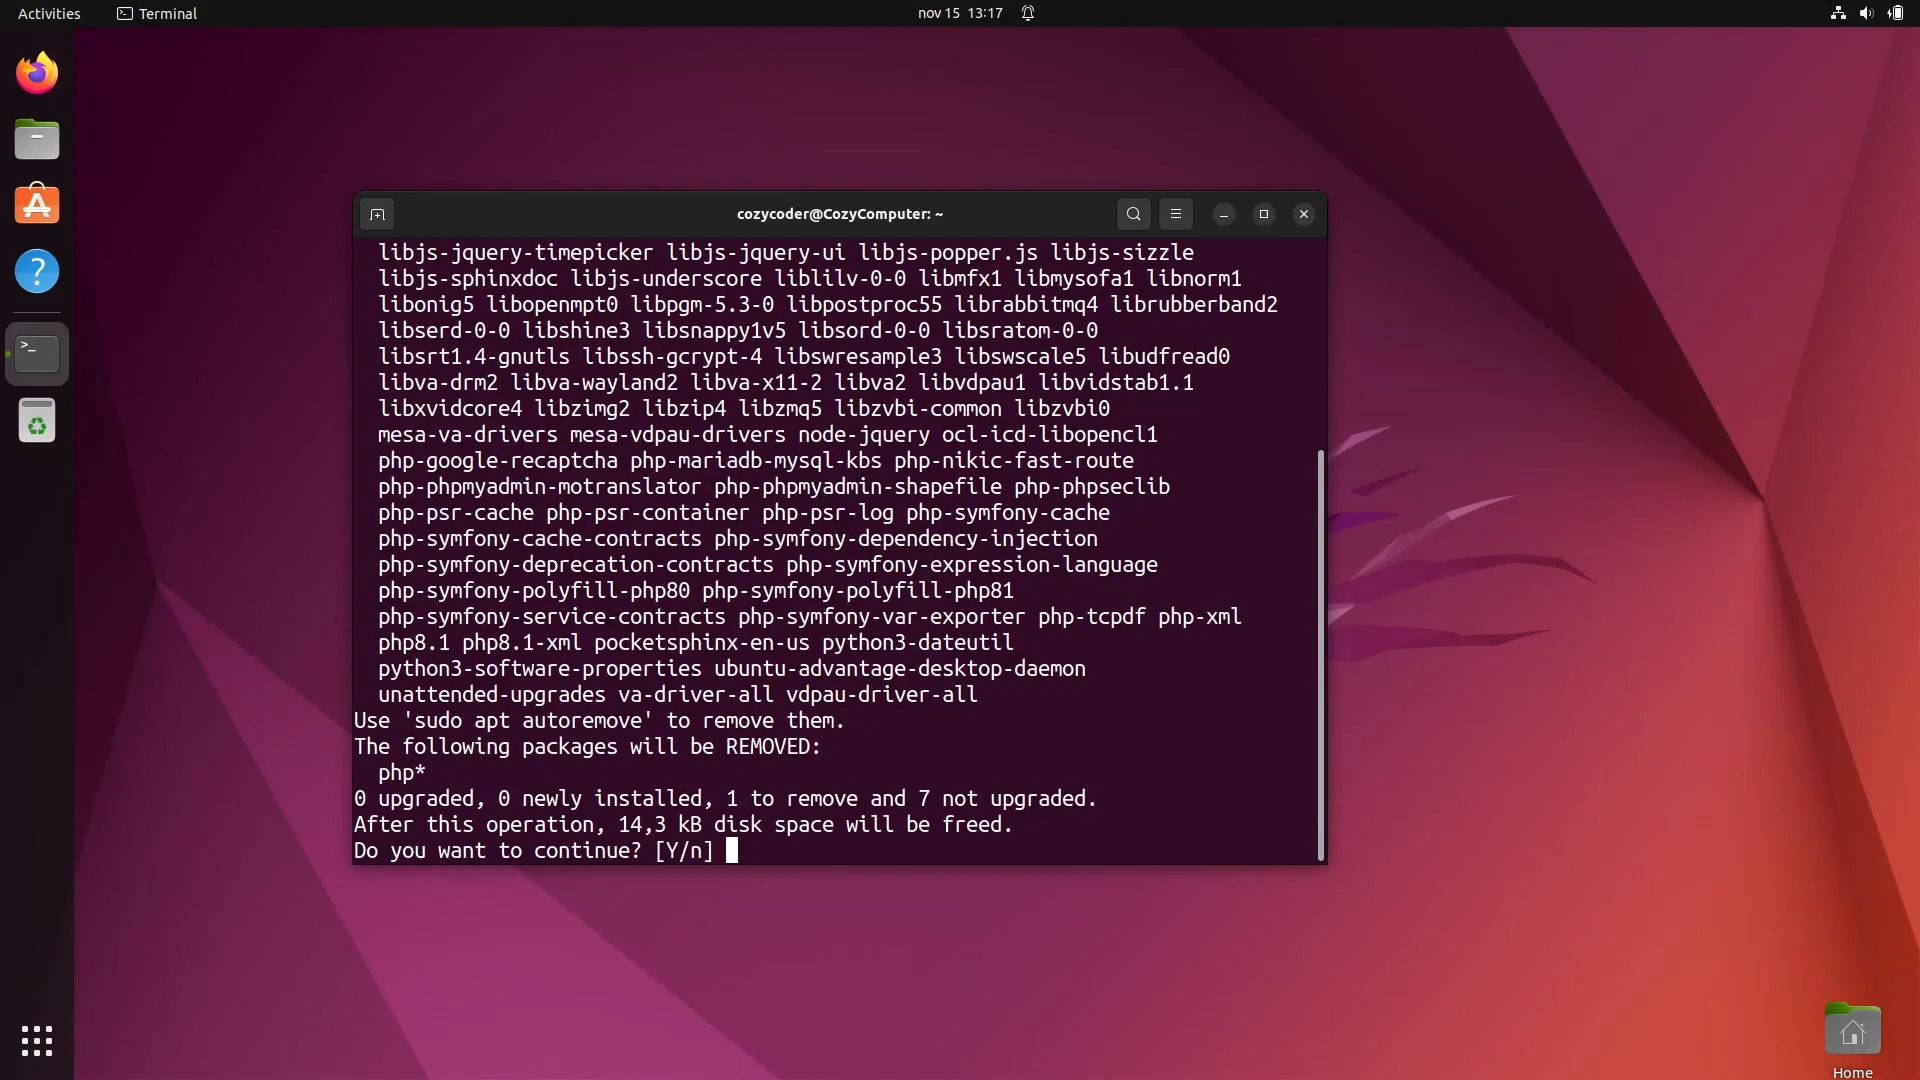 Activities Terminal nov 15 13:17
cozycoder@CozyComputer: ~
libjs-jquery-timepicker libjs-jquery-ui libjs-popper.js libjs-sizzle
libjs-sphinxdoc libjs-underscore liblilv-0-0 libmfx1 libmysofa1 libnorm1
libonig5 libopenmpt0 libpgm-5.3-0 libpostproc55 librabbitmq4 librubberband2
libserd-0-0 libshine3 libsnappy1v5 libsord-0-0 libsratom-0-0
libsrt1.4-gnutls libssh-gcrypt-4 libswresample3 libswscale5 libudfread0
libva-drm2 libva-wayland2 libva-x11-2 libva2 libvdpau1 libvidstab1.1
libxvidcore4 libzimg2 libzip4 libzmq5 libzvbi-common libzvbi0
mesa-va-drivers mesa-vdpau-drivers node-jquery ocl-icd-libopencl1
php-google-recaptcha php-mariadb-mysql-kbs php-nikic-fast-route
php-phpmyadmin-motranslator php-phpmyadmin-shapefile php-phpseclib
php-psr-cache php-psr-container php-psr-log php-symfony-cache
php-symfony-cache-contracts php-symfony-dependency-injection
php-symfony-deprecation-contracts php-symfony-expression-language
php-symfony-polyfill-php80 php-symfony-polyfill-php81
php-symfony-service-contracts php-symfony-var-exporter php-tcpdf php-xml
php8.1 php8.1-xml pocketsphinx-en-us python3-dateutil
python3-software-properties ubuntu-advantage-desktop-daemon
unattended-upgrades va-driver-all vdpau-driver-all
Use 'sudo apt autoremove' to remove them.
The following packages will be REMOVED:
php*
0 upgraded, 0 newly installed, 1 to remove and 7 not upgraded.
After this operation, 14,3 kB disk space will be freed.
Do you want to continue? [Y/n]
Home